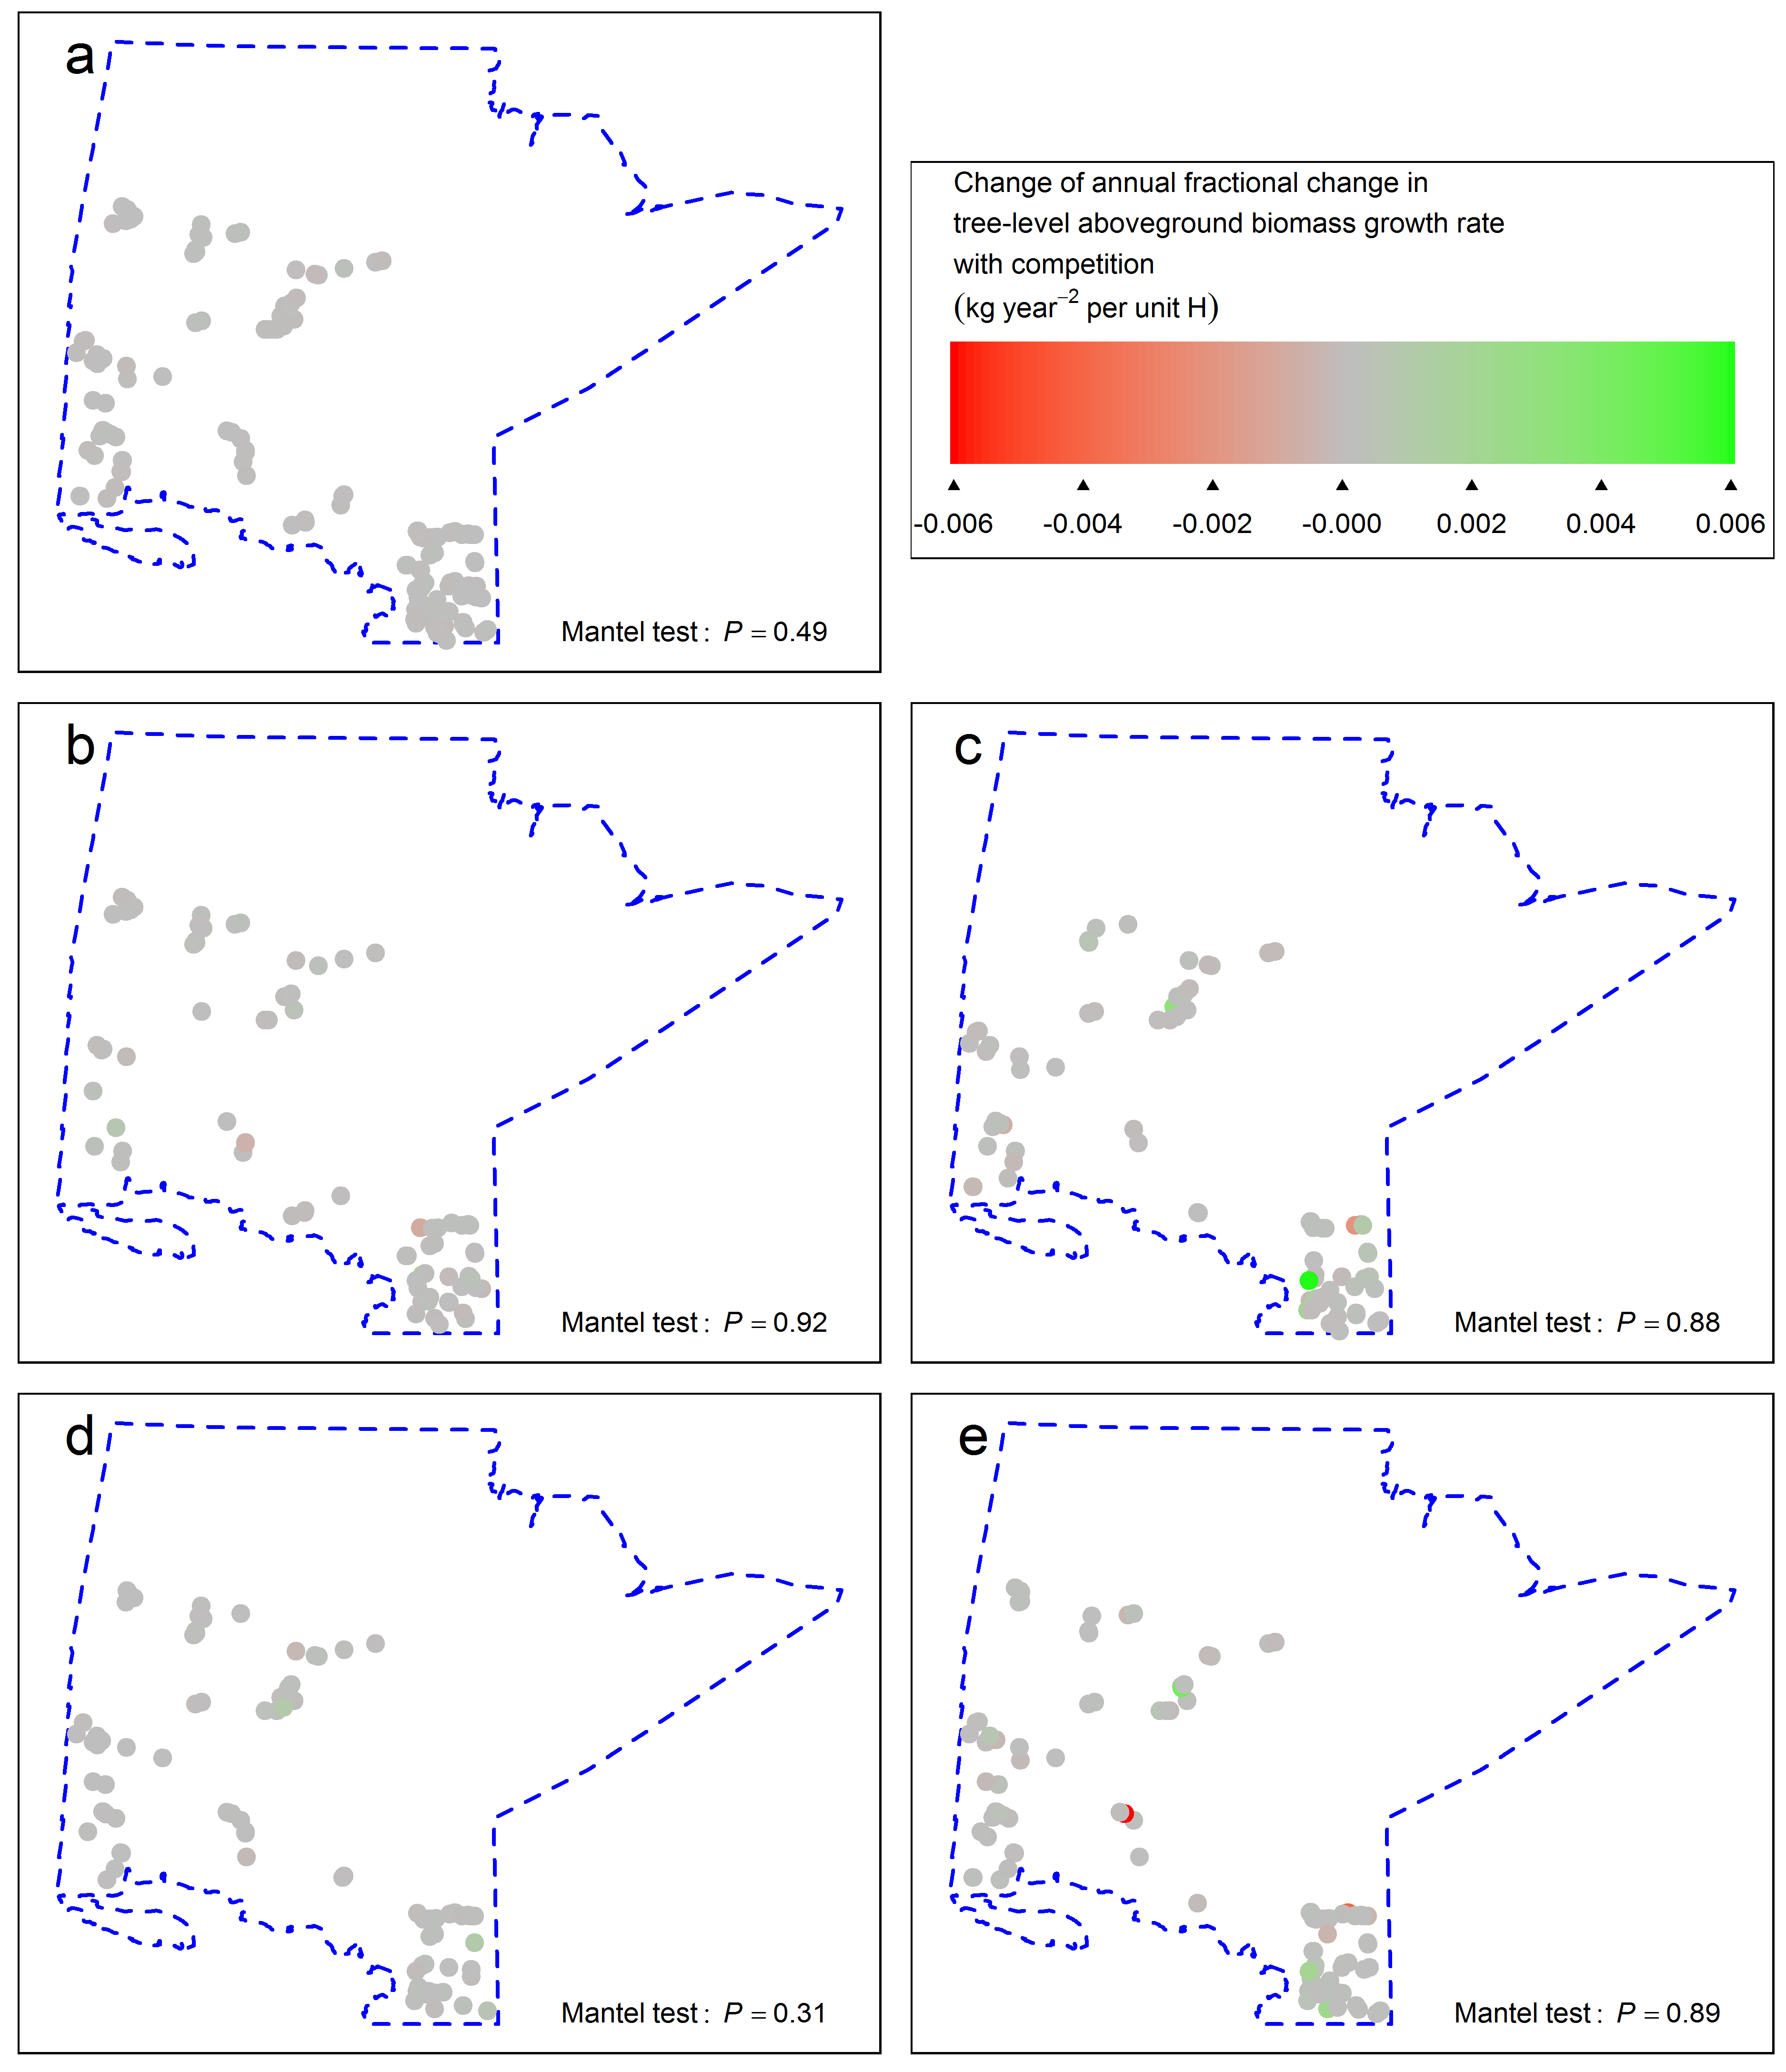 a
Change of annual fractional change in
tree-level aboveground biomass growth rate
with competition
(kg year⁻² per unit H)
-0.006 -0.004 -0.002 -0.000 0.002 0.004 0.006
Mantel test : P = 0.49
b
Mantel test : P = 0.92
c
Mantel test : P = 0.88
d
Mantel test : P = 0.31
e
Mantel test : P = 0.89